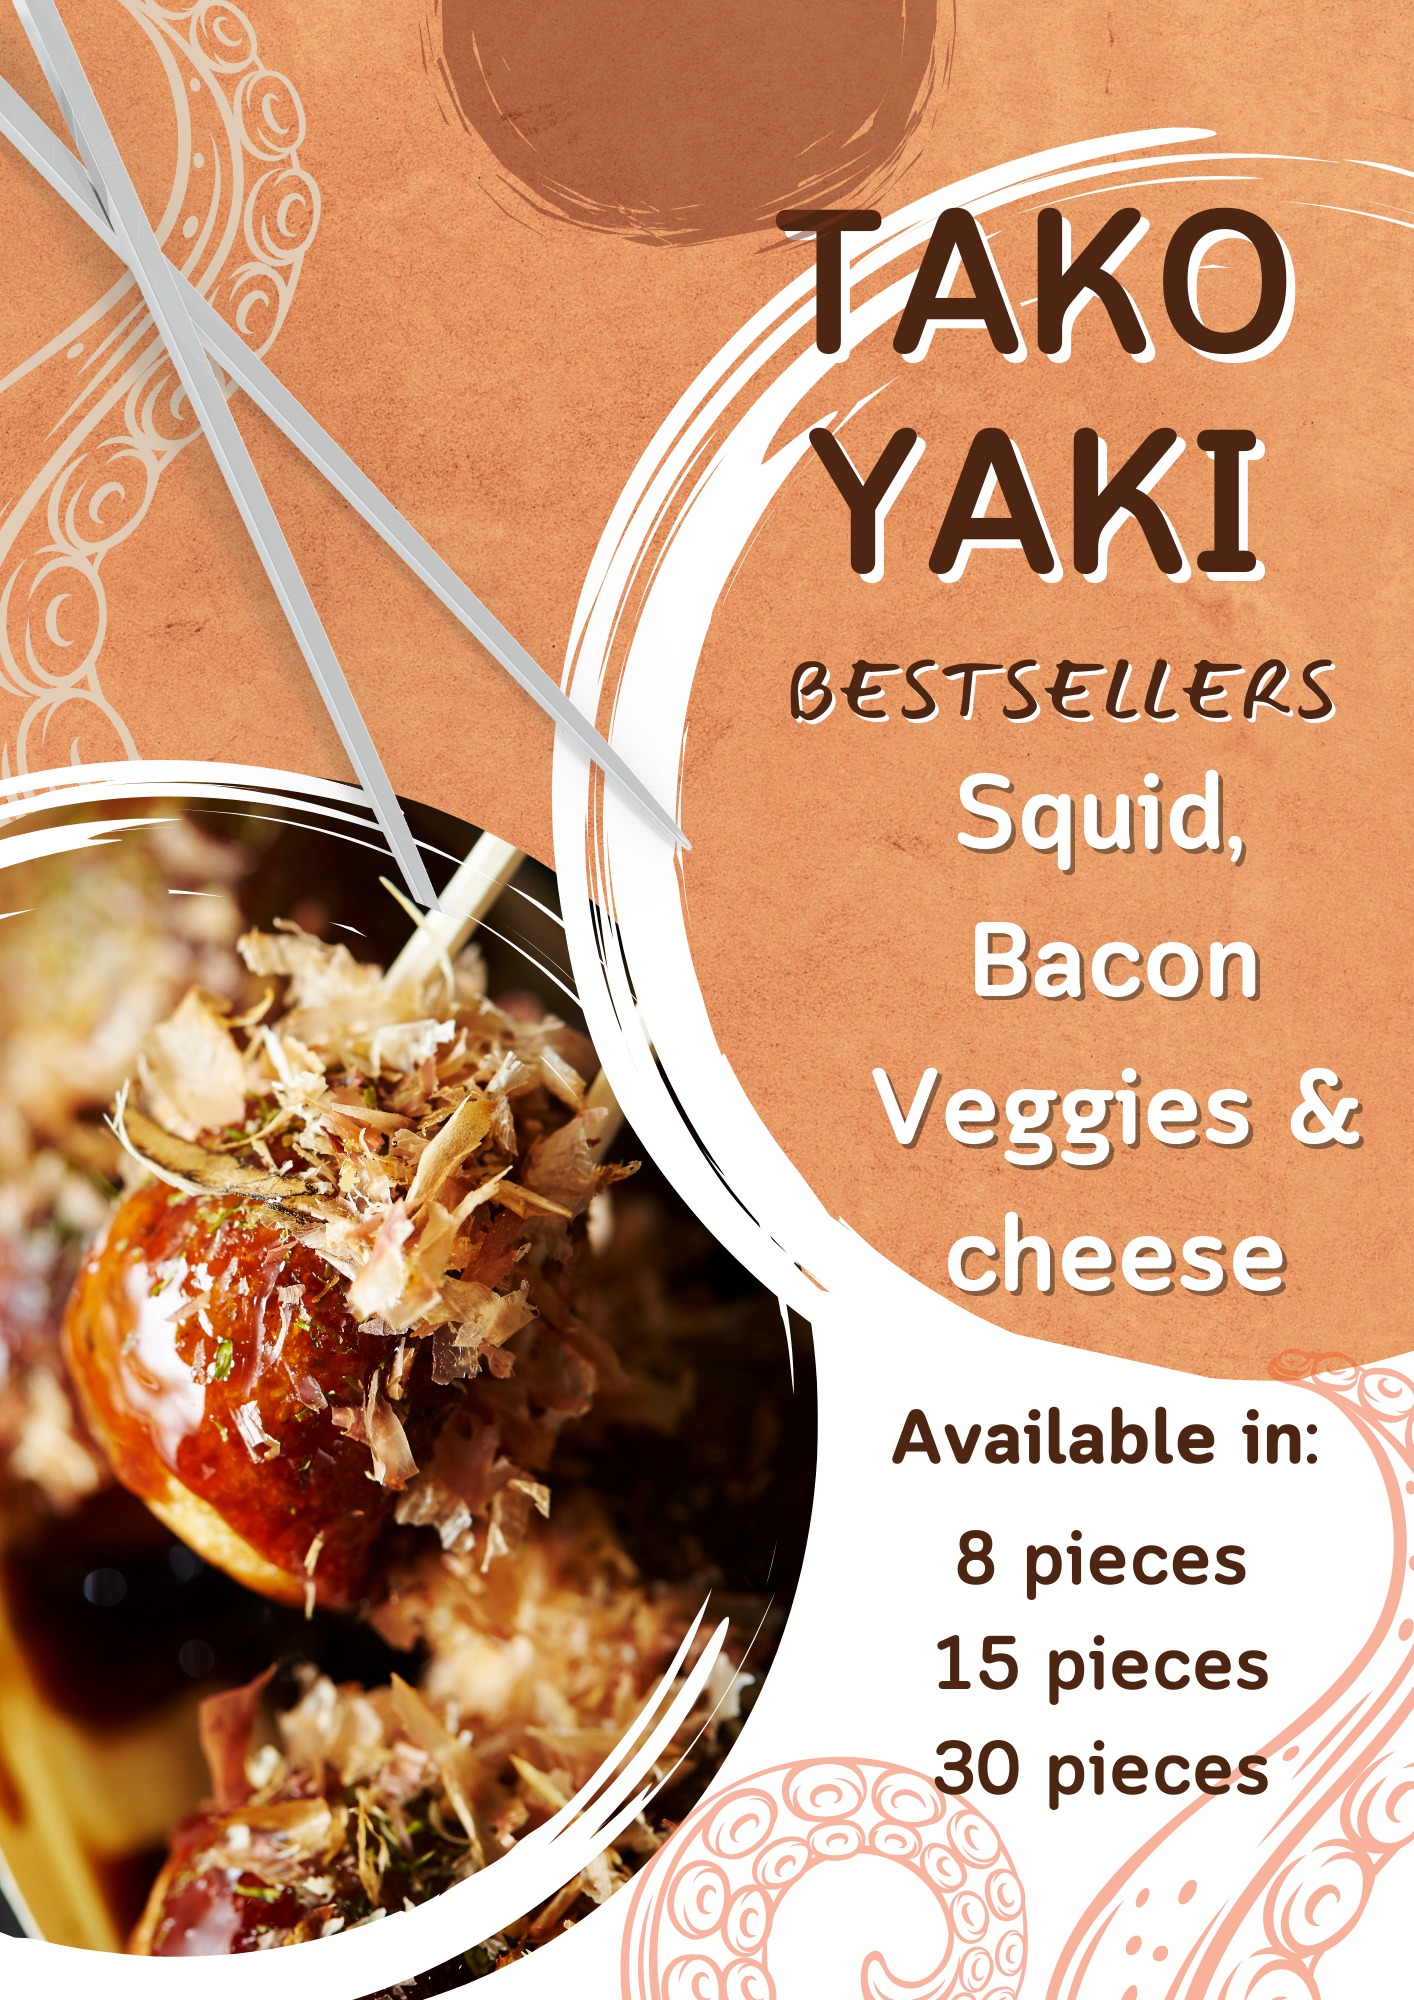 TAKO
YAKI
BESTSELLERS
Squid,
Bacon
Veggies &
cheese
Available in:
8 pieces
15 pieces
30 pieces